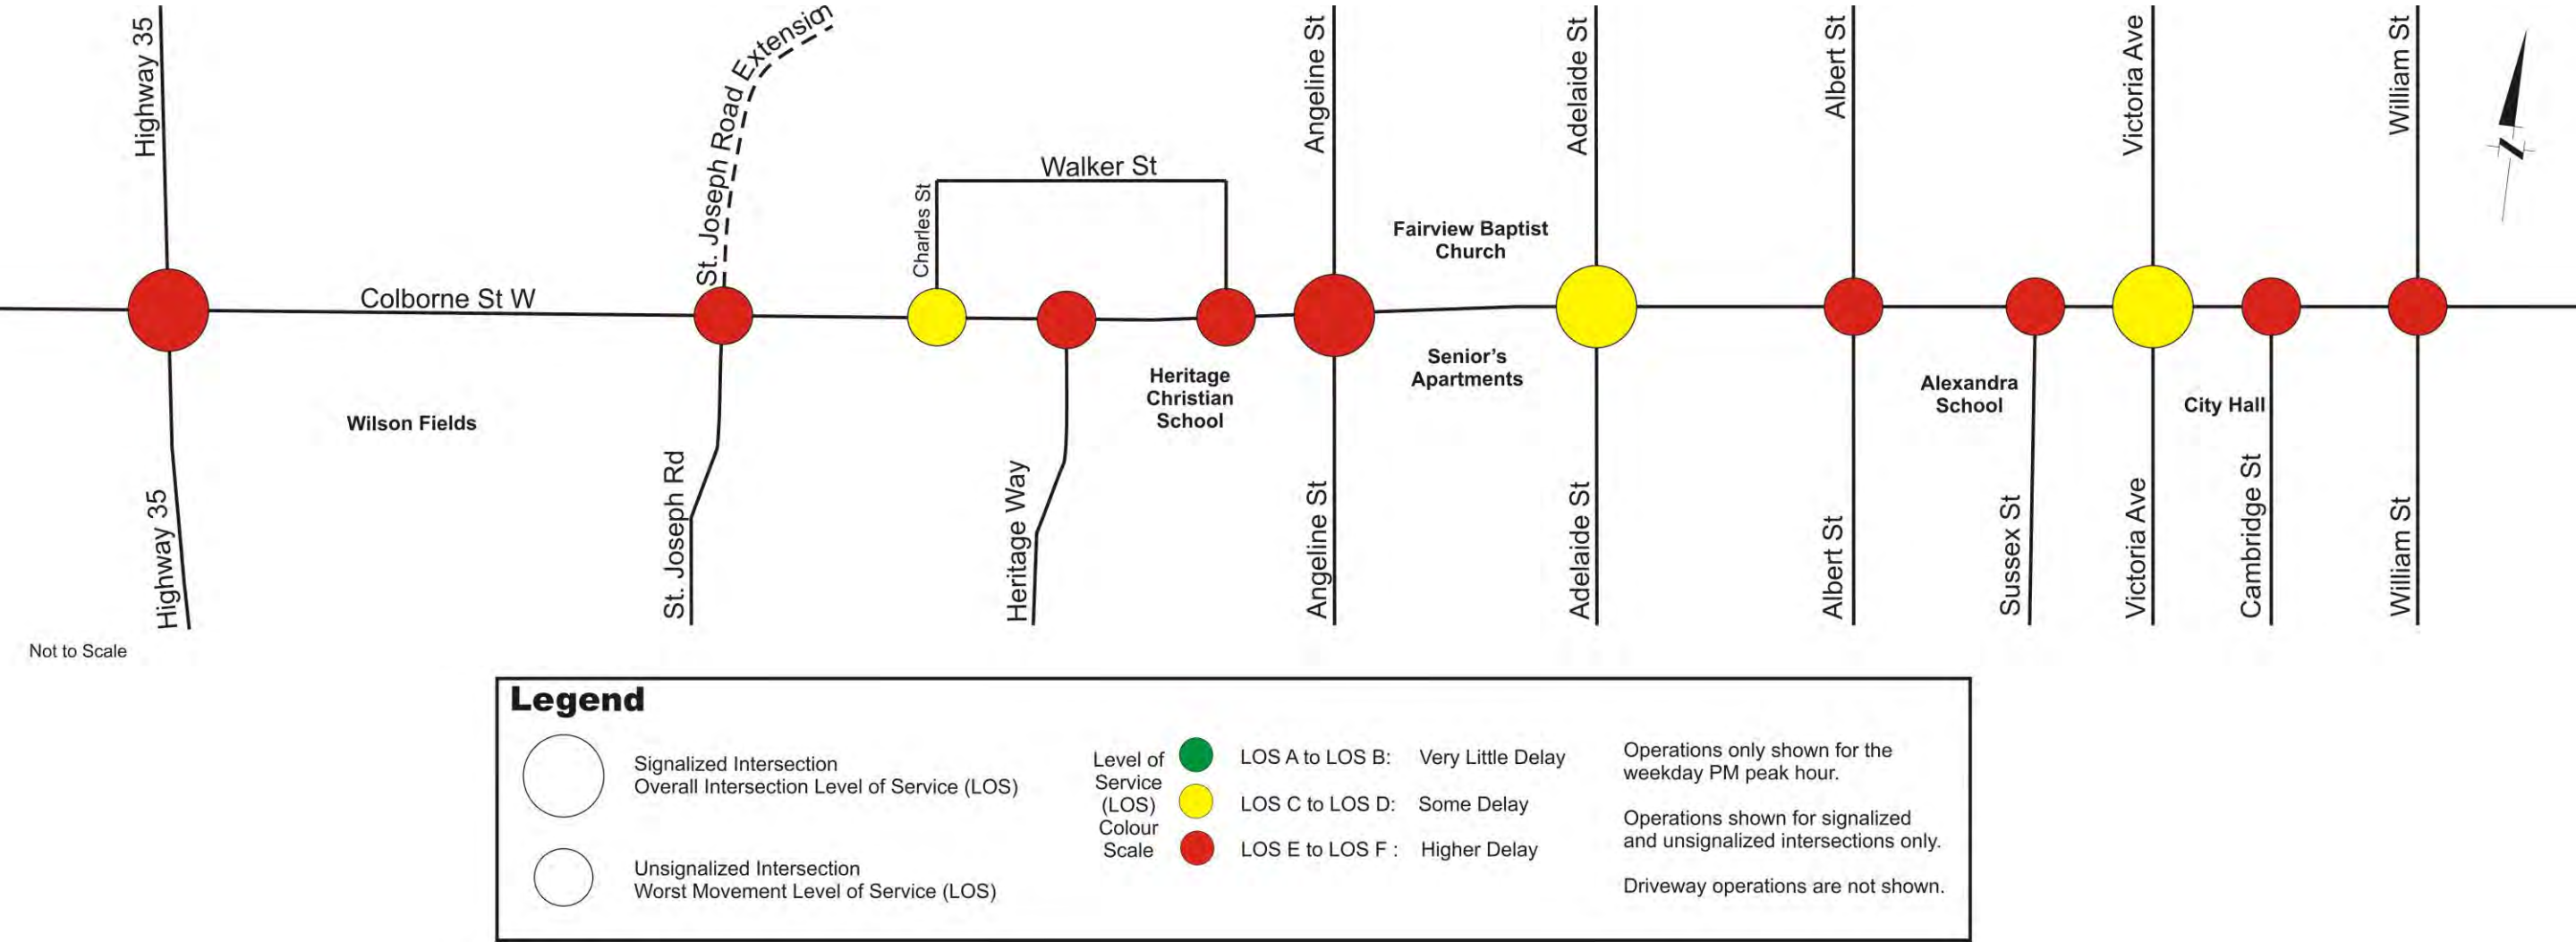 Highway 35
St. Joseph Road Extension
Angeline St
Adelaide St
Albert St
Victoria Ave
William St
Walker St
Charles St
Fairview Baptist
Church
Colborne St W
N
Senior's
Apartments
Heritage
Christian
School
Alexandra
School
City Hall
Wilson Fields
Highway 35
St. Joseph Rd
Heritage Way
Angeline St
Adelaide St
Albert St
Sussex St
Victoria Ave
Cambridge St
William St
Not to Scale
Legend
Signalized Intersection
Overall Intersection Level of Service (LOS)
Unsignalized Intersection
Worst Movement Level of Service (LOS)
Level of
Service
(LOS)
Colour
Scale
LOS A to LOS B: Very Little Delay
LOS C to LOS D: Some Delay
LOS E to LOS F : Higher Delay
Operations only shown for the
weekday PM peak hour.
Operations shown for signalized
and unsignalized intersections only.
Driveway operations are not shown.